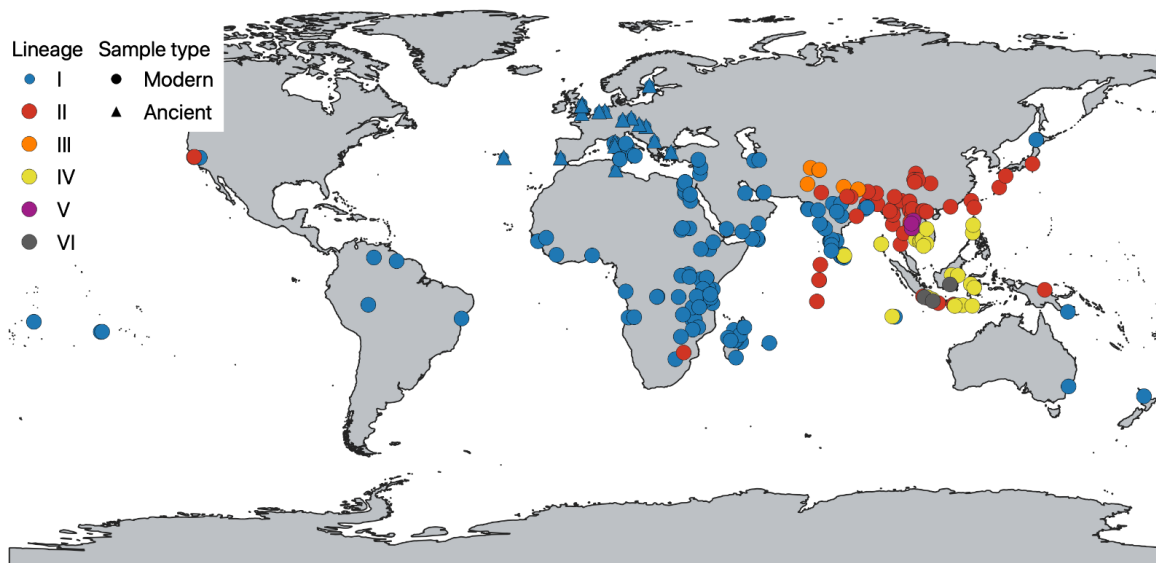 Lineage Sample type
I Modern
II Ancient
III
IV
V
VI